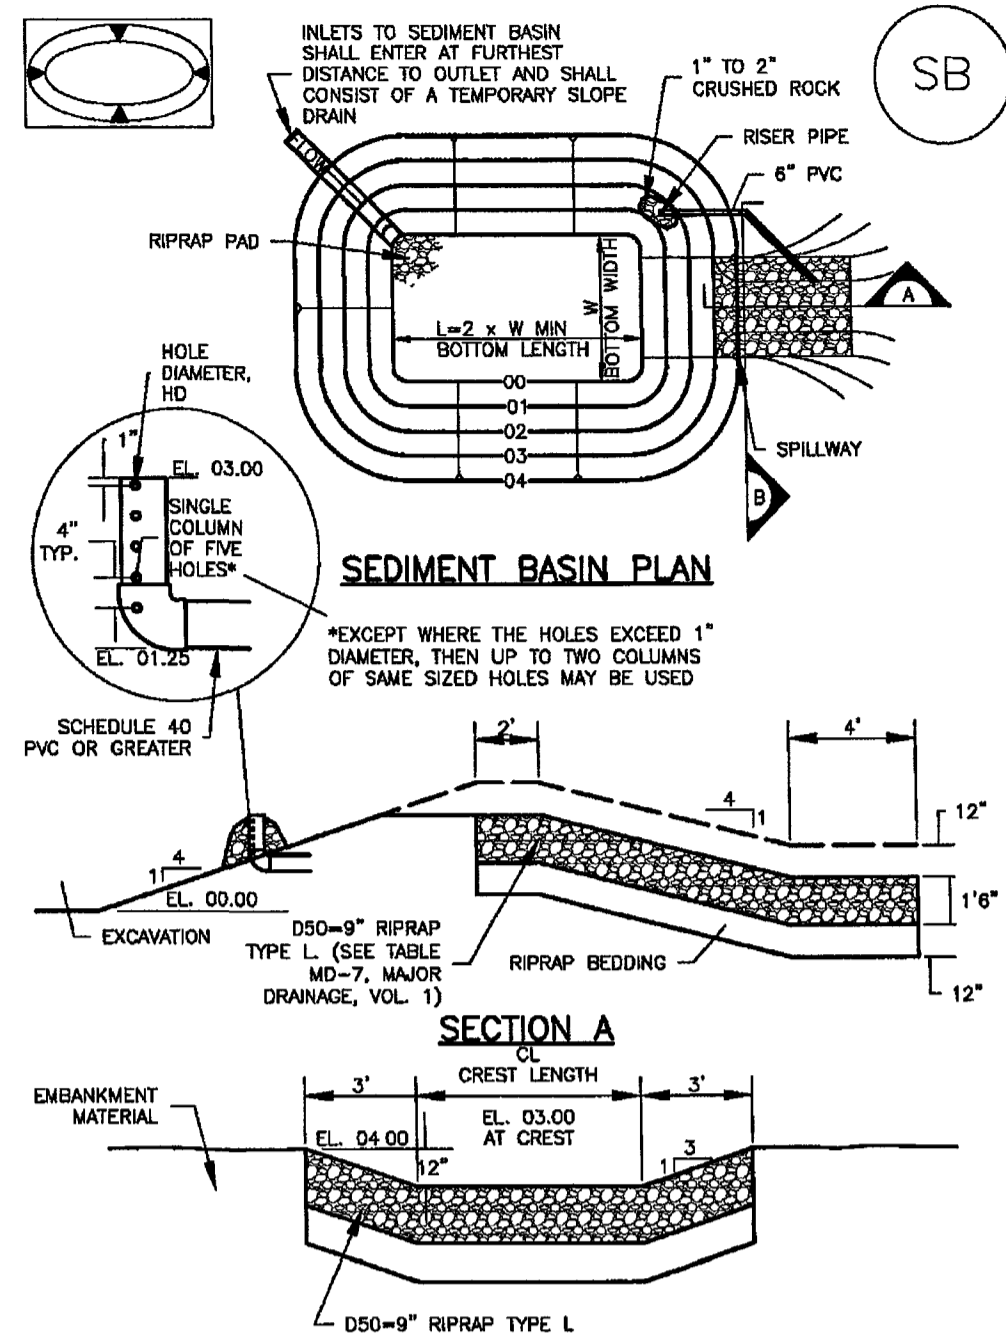 INLETS TO SEDIMENT BASIN
SHALL ENTER AT FURTHEST
DISTANCE TO OUTLET AND SHALL
CONSIST OF A TEMPORARY SLOPE
DRAIN
1" TO 2"
CRUSHED ROCK
SB
RISER PIPE
6" PVC
FLOW
RIPRAP PAD
W
BOTTOM WIDTH
L=2 x W MIN
BOTTOM LENGTH
A
00
01
02
03
04
SPILLWAY
B
HOLE
DIAMETER,
HD
1"
EL. 03.00
SINGLE
COLUMN
OF FIVE
HOLES*
4"
TYP.
EL. 01.25
SEDIMENT BASIN PLAN
*EXCEPT WHERE THE HOLES EXCEED 1"
DIAMETER, THEN UP TO TWO COLUMNS
OF SAME SIZED HOLES MAY BE USED
SCHEDULE 40
PVC OR GREATER
2'
4'
4
1
12"
4
1
EL. 00.00
1'6"
EXCAVATION
D50=9" RIPRAP
TYPE L. (SEE TABLE
MD-7, MAJOR
DRAINAGE, VOL. 1)
RIPRAP BEDDING
12"
SECTION A
CL
CREST LENGTH
3'
3'
EMBANKMENT
MATERIAL
EL. 04 00
EL. 03.00
AT CREST
12"
3
1
D50=9" RIPRAP TYPE L